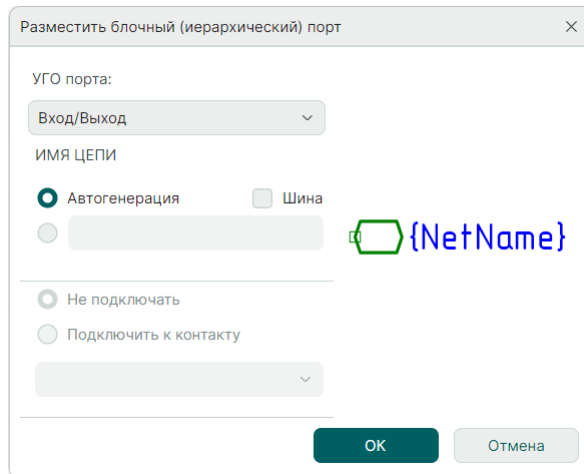 Разместить блочный (иерархический) порт
УГО порта:
Вход/Выход
ИМЯ ЦЕПИ
Автогенерация
Шина
{NetName}
Не подключать
Подключить к контакту
ОК
Отмена